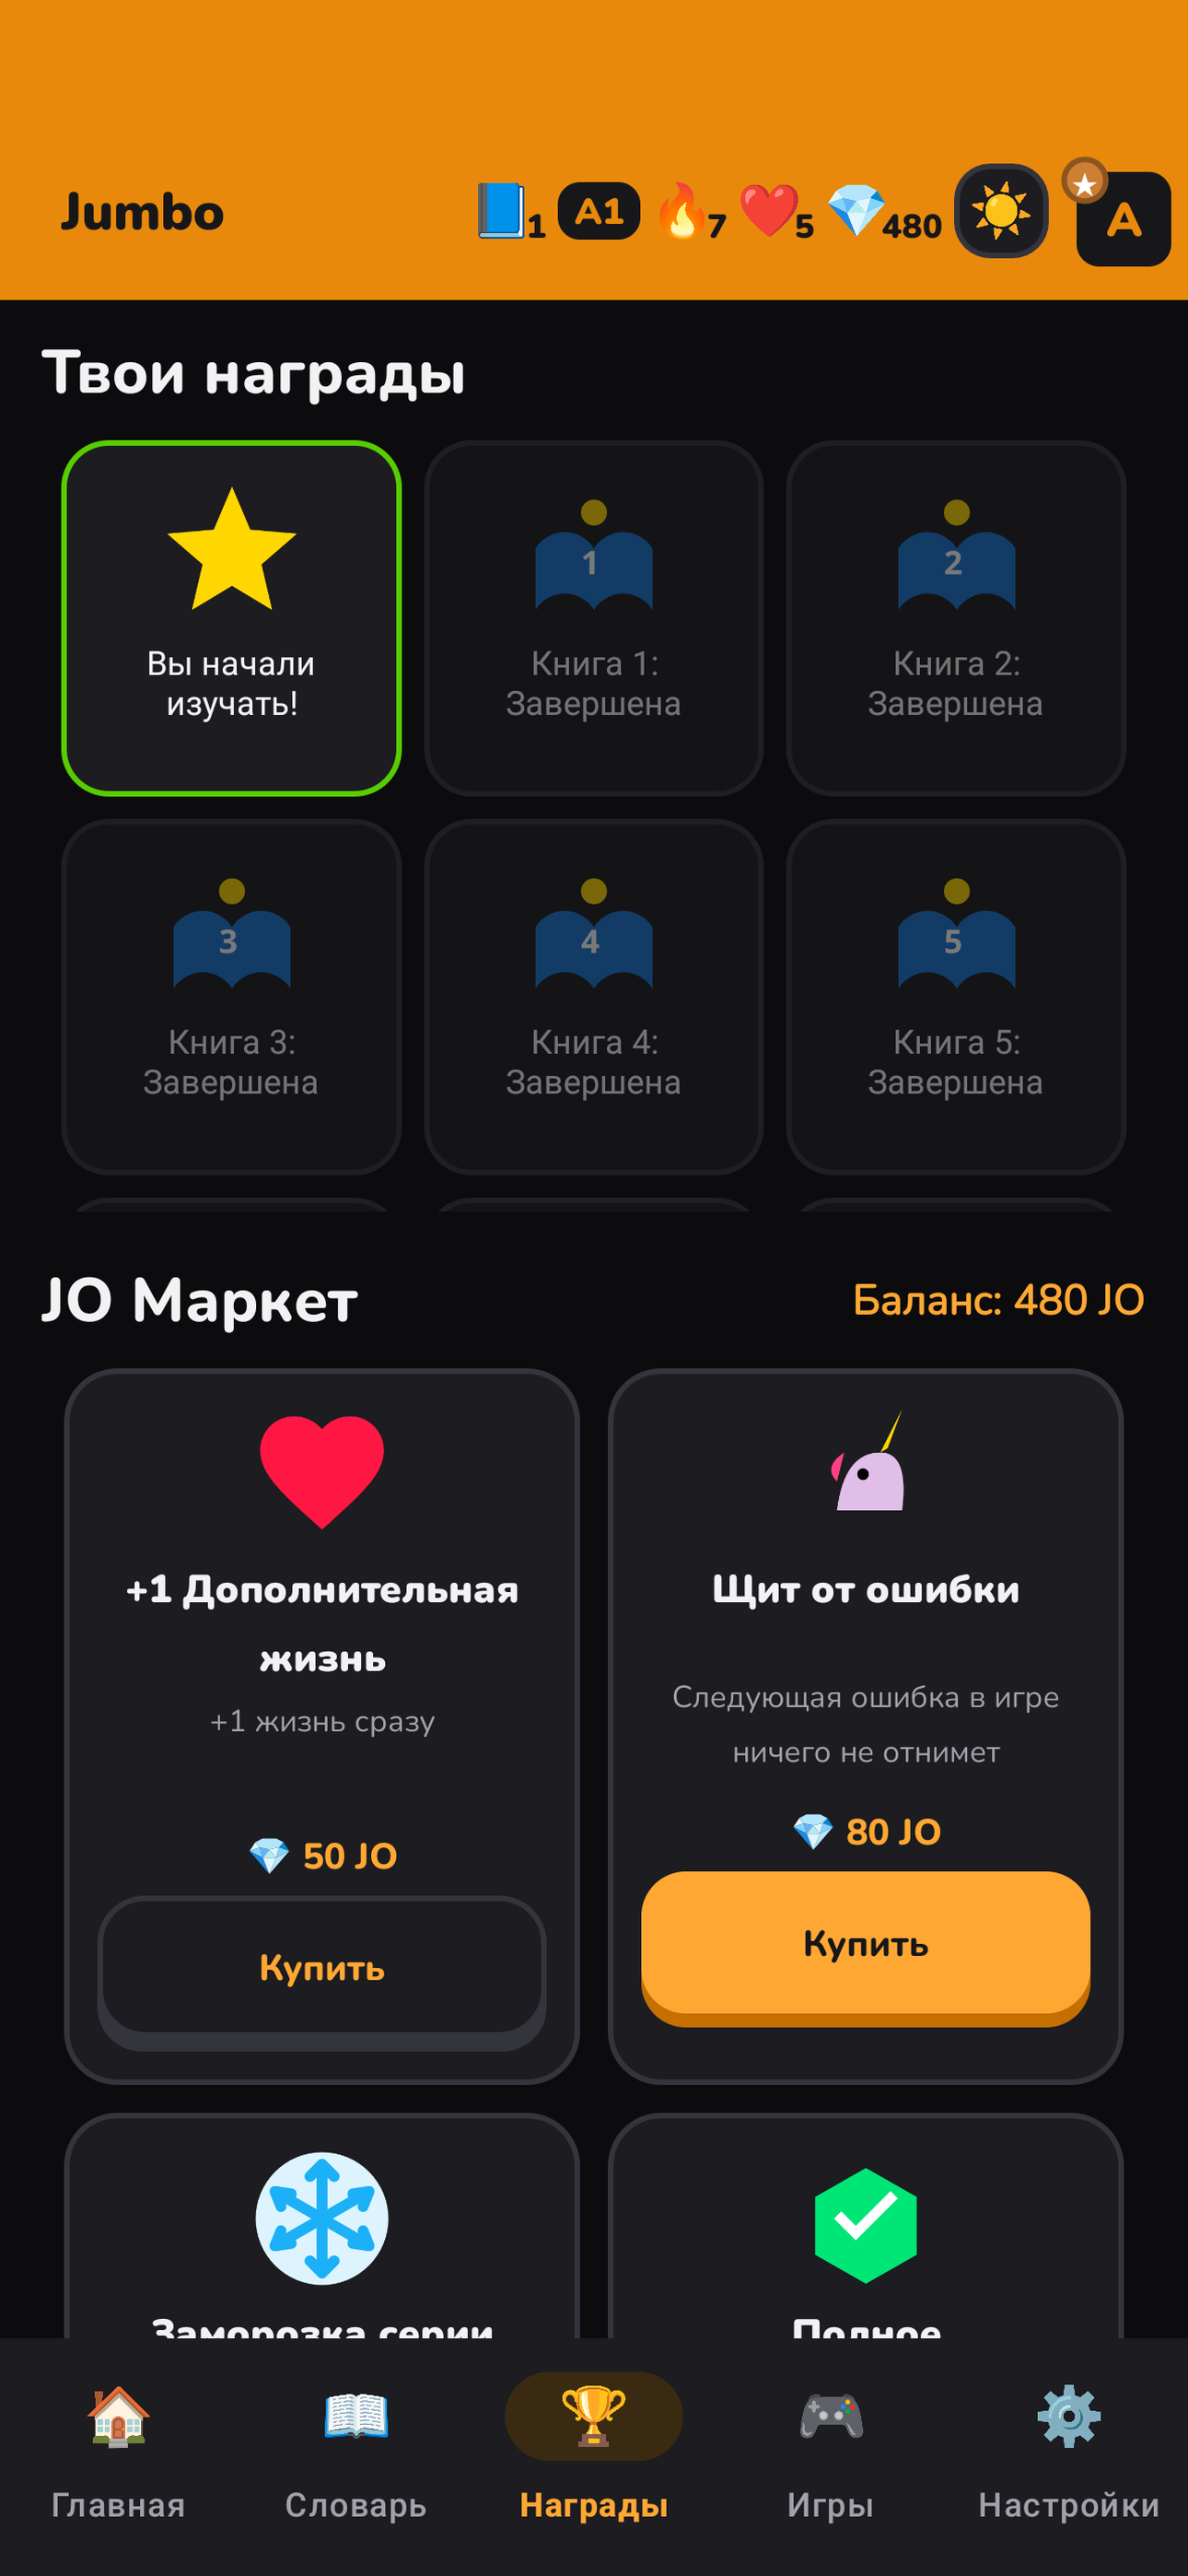 Jumbo
1
A1
7
5
480
A
Твои награды
Вы начали
изучать!
1
Книга 1:
Завершена
2
Книга 2:
Завершена
3
Книга 3:
Завершена
4
Книга 4:
Завершена
5
Книга 5:
Завершена
JO Маркет
Баланс: 480 JO
+1 Дополнительная
жизнь
+1 жизнь сразу
50 JO
Купить
Щит от ошибки
Следующая ошибка в игре
ничего не отнимет
80 JO
Купить
Заморозка серии
Полное
Главная
Словарь
Награды
Игры
Настройки